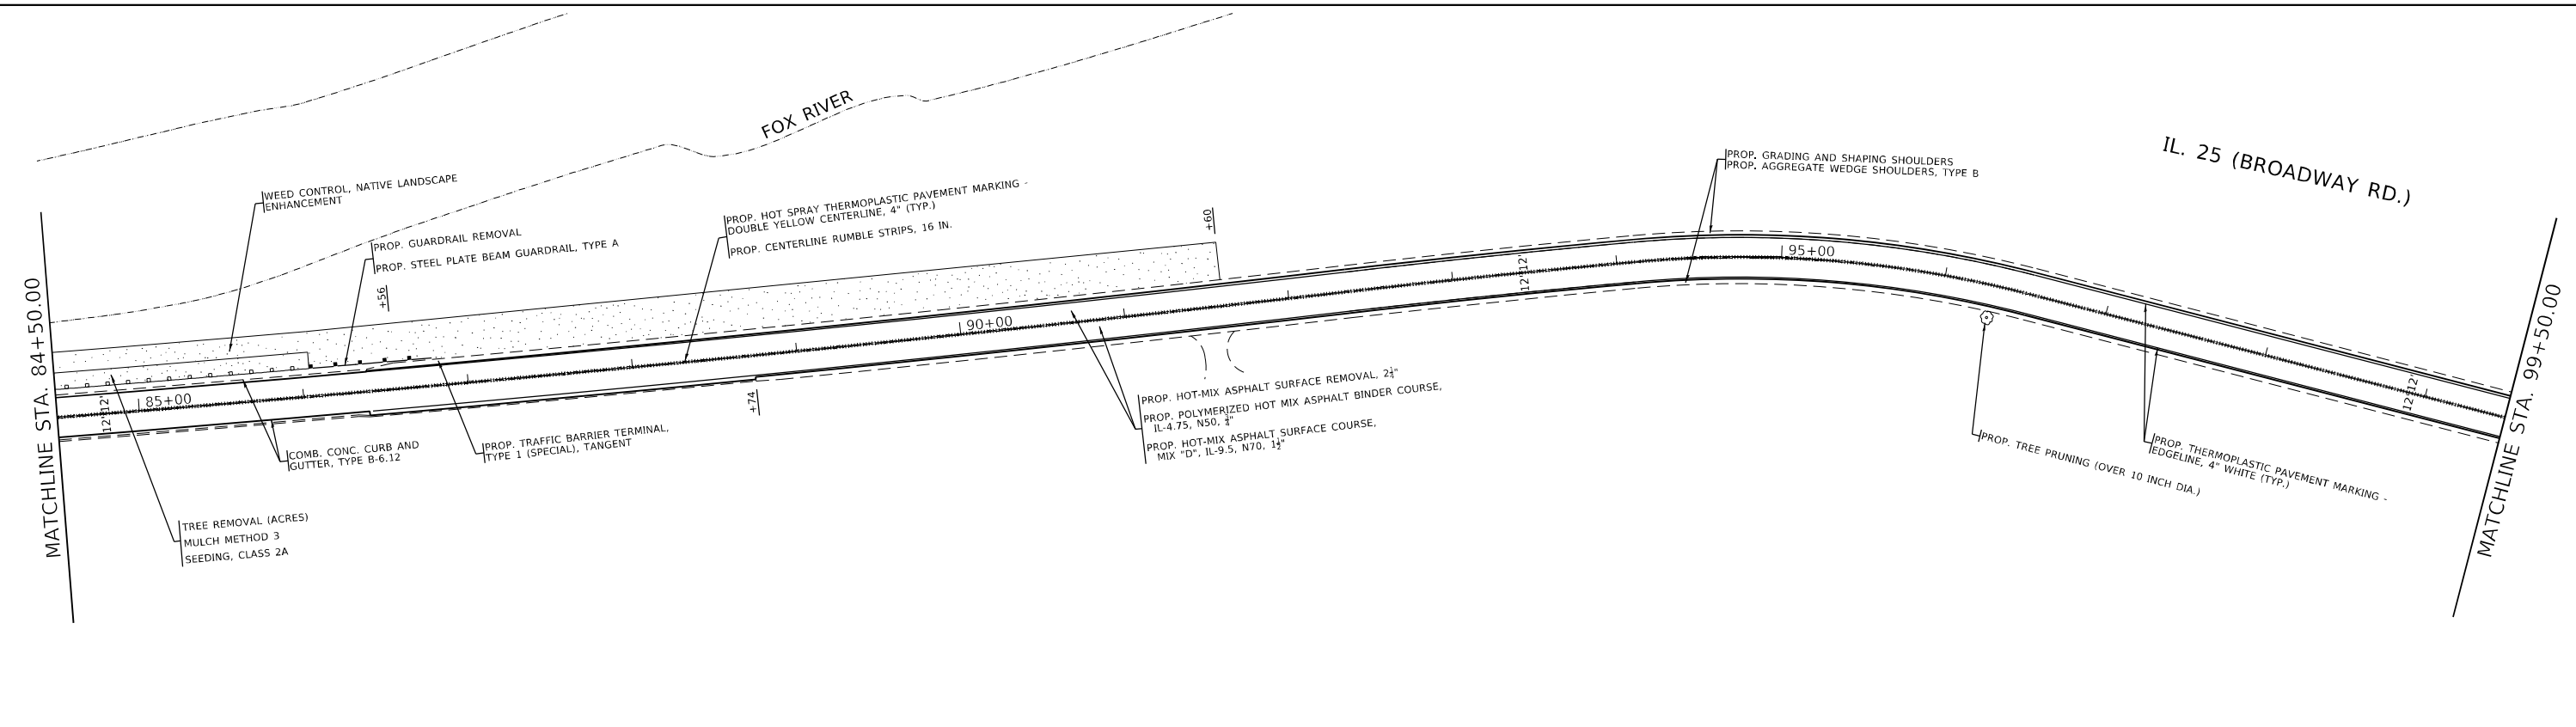 MATCHLINE STA. 84+50.00
WEED CONTROL, NATIVE LANDSCAPE
ENHANCEMENT
PROP. GUARDRAIL REMOVAL
PROP. STEEL PLATE BEAM GUARDRAIL, TYPE A
+56
FOX RIVER
PROP. HOT SPRAY THERMOPLASTIC PAVEMENT MARKING -
DOUBLE YELLOW CENTERLINE, 4" (TYP.)
PROP. CENTERLINE RUMBLE STRIPS, 16 IN.
+60
PROP. GRADING AND SHAPING SHOULDERS
PROP. AGGREGATE WEDGE SHOULDERS, TYPE B
IL. 25 (BROADWAY RD.)
12' 12'
85+00
90+00
12' 12'
95+00
12' 12'
+74
COMB. CONC. CURB AND
GUTTER, TYPE B-6.12
PROP. TRAFFIC BARRIER TERMINAL,
TYPE 1 (SPECIAL), TANGENT
TREE REMOVAL (ACRES)
MULCH METHOD 3
SEEDING, CLASS 2A
PROP. HOT-MIX ASPHALT SURFACE REMOVAL, 2¼"
PROP. POLYMERIZED HOT MIX ASPHALT BINDER COURSE,
IL-4.75, N50, ¾"
PROP. HOT-MIX ASPHALT SURFACE COURSE,
MIX "D", IL-9.5, N70, 1½"
PROP. TREE PRUNING (OVER 10 INCH DIA.)
PROP. THERMOPLASTIC PAVEMENT MARKING -
EDGELINE, 4" WHITE (TYP.)
MATCHLINE STA. 99+50.00